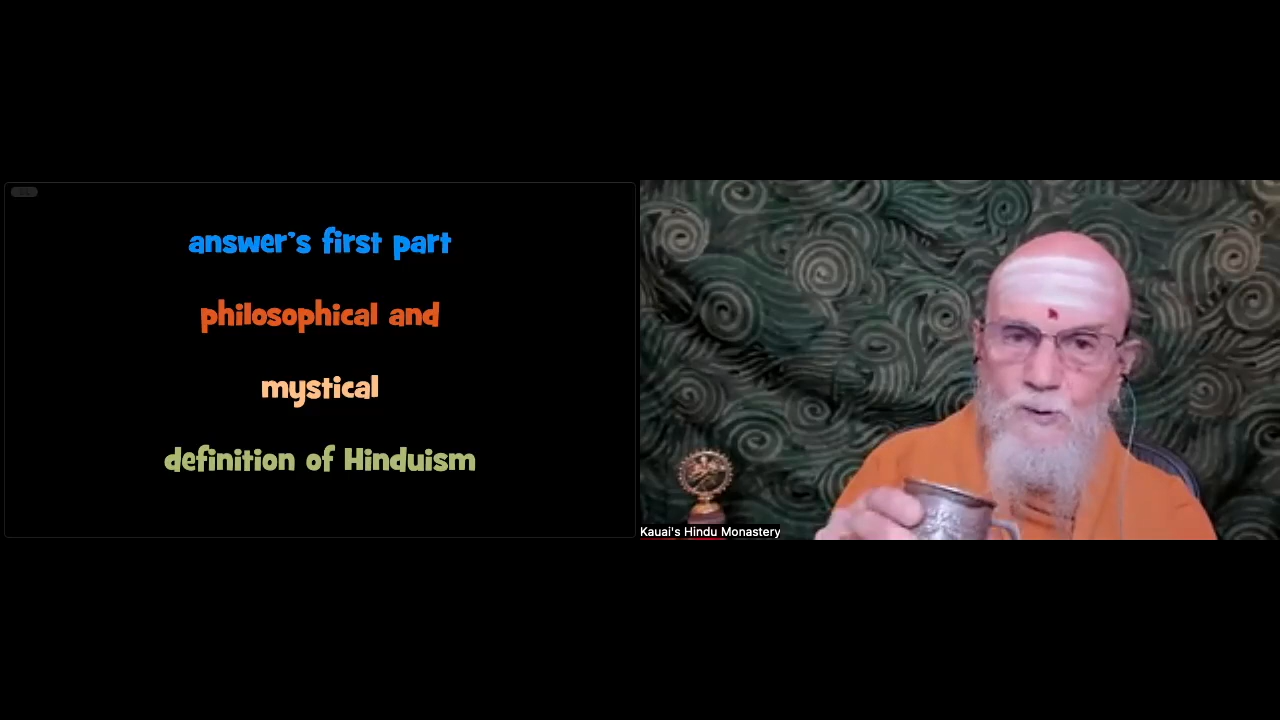 answer's first part
philosophical and
mystical
definition of Hinduism
Kauai's Hindu Monastery